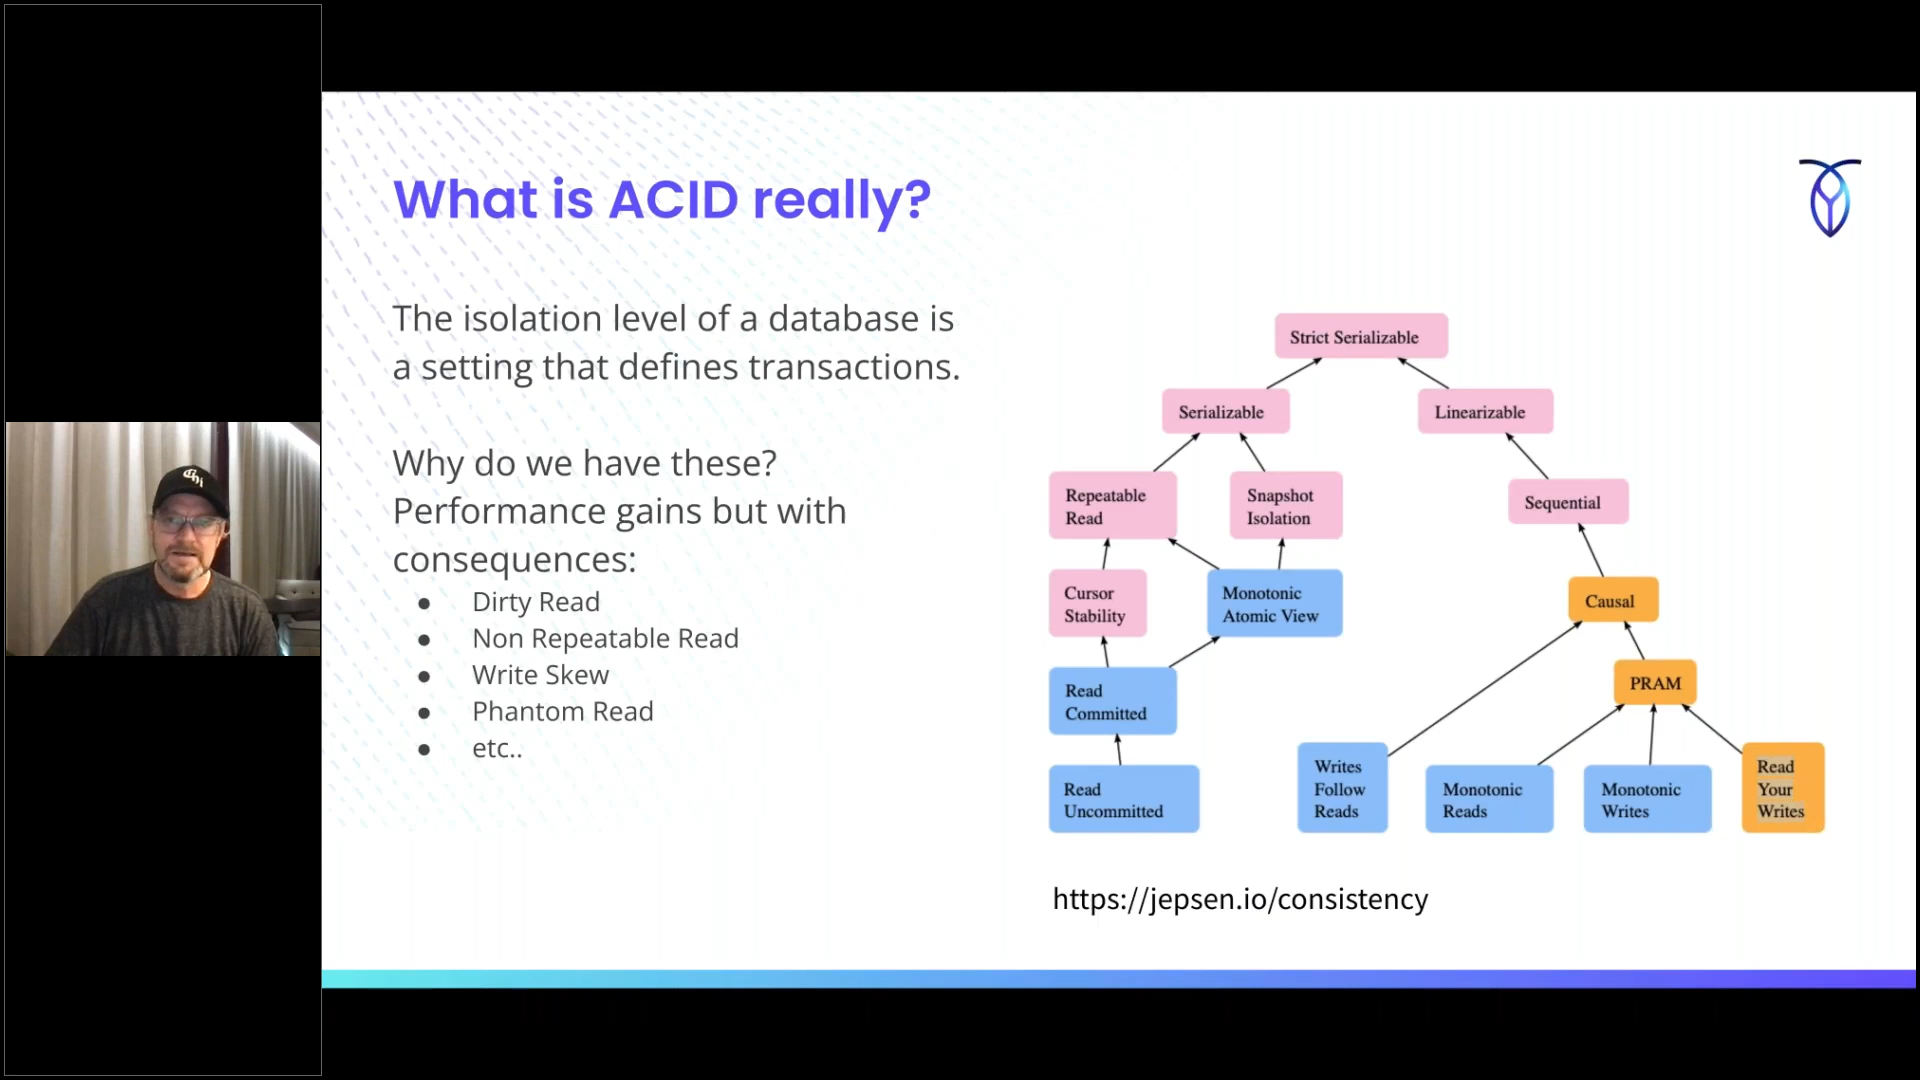 What is ACID really?
The isolation level of a database is
a setting that defines transactions.
Why do we have these?
Performance gains but with
consequences:
● Dirty Read
● Non Repeatable Read
● Write Skew
● Phantom Read
● etc..
Strict Serializable
Serializable
Linearizable
Repeatable
Read
Snapshot
Isolation
Sequential
Cursor
Stability
Monotonic
Atomic View
Causal
Read
Committed
PRAM
Read
Uncommitted
Writes
Follow
Reads
Monotonic
Reads
Monotonic
Writes
Read
Your
Writes
https://jepsen.io/consistency